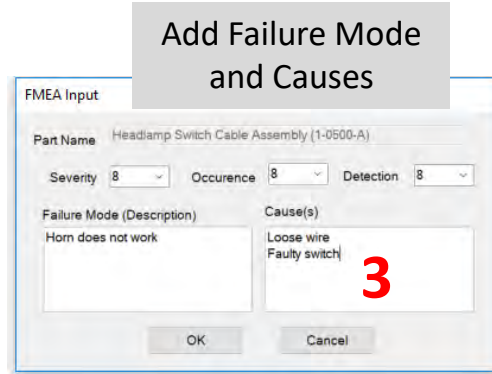 Add Failure Mode
and Causes
FMEA Input
Part Name Headlamp Switch Cable Assembly (1-0500-A)
Severity 8 Occurence 8 Detection 8
Failure Mode (Description) Cause(s)
Horn does not work Loose wire
Faulty switch
3
OK Cancel